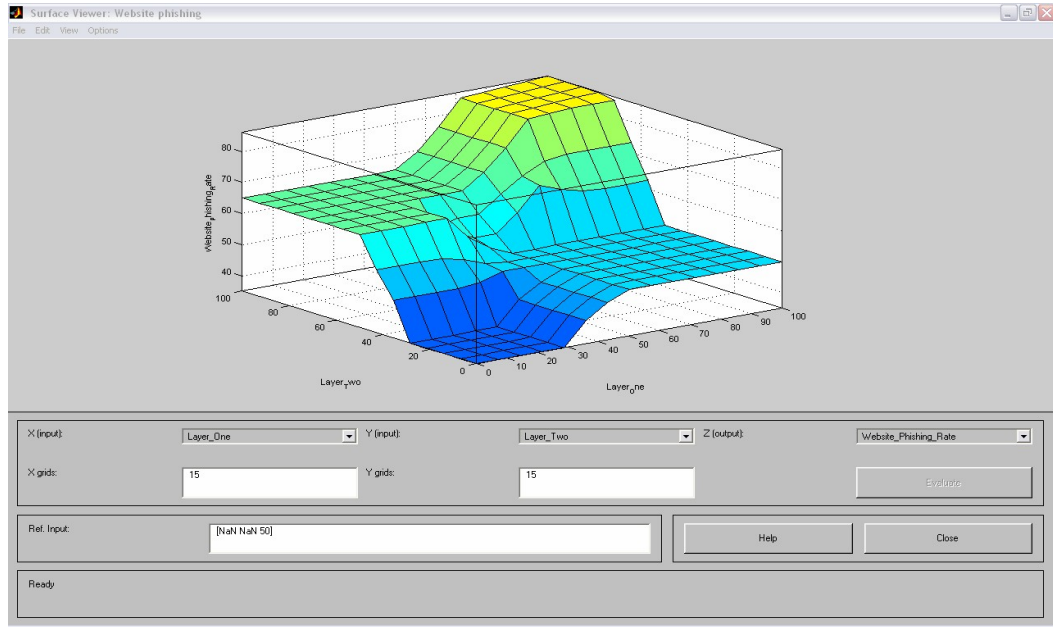 Surface Viewer: Website phishing
File Edit View Options
80
70
60
50
40
Website_Phishing_Rate
100
80
60
40
20
0
Layer_Two
0
10
20
30
40
50
60
70
80
90
100
Layer_One
X (input): Layer_One Y (input): Layer_Two Z (output): Website_Phishing_Rate
X grids: 15 Y grids: 15 Evaluate
Ref. Input: [NaN NaN 50] Help Close
Ready